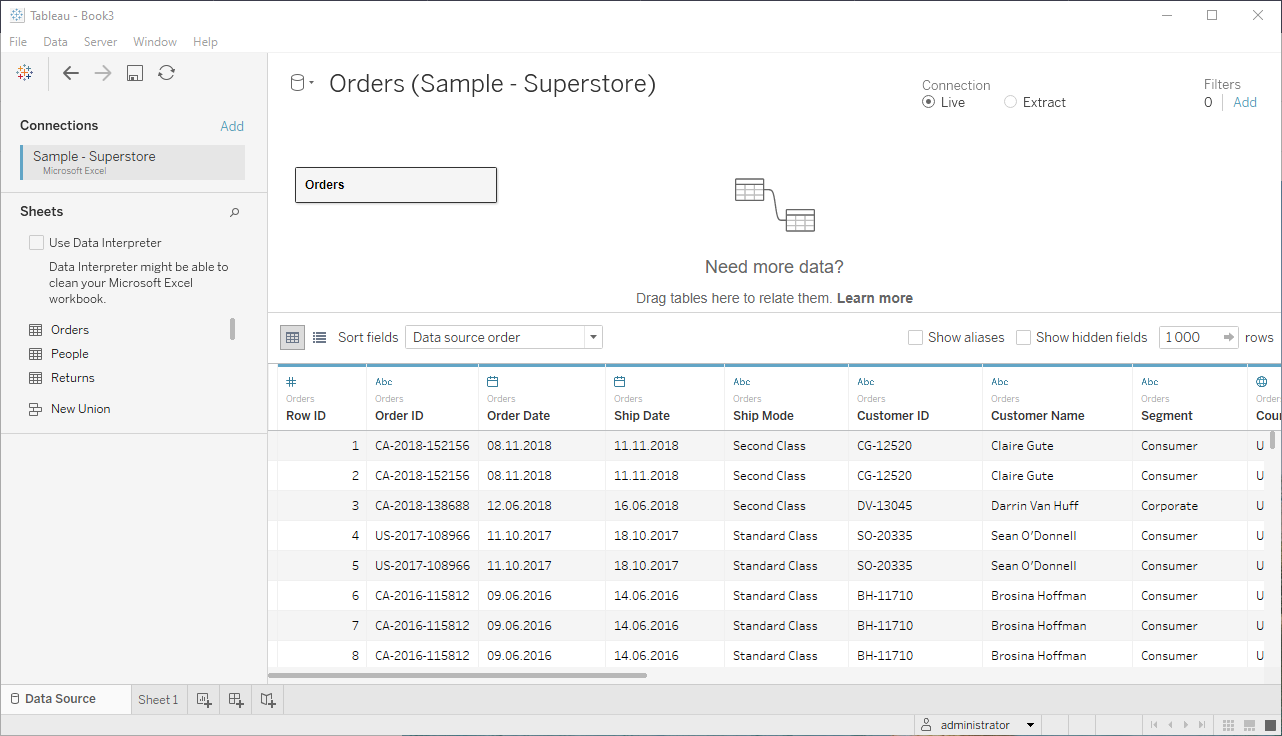 Tableau - Book3
File Data Server Window Help
Connections Add
Sample - Superstore
Microsoft Excel
Sheets
Use Data Interpreter
Data Interpreter might be able to
clean your Microsoft Excel
workbook.
Orders
People
Returns
New Union
Orders (Sample - Superstore)
Connection
Live Extract
Filters
0 Add
Orders
Need more data?
Drag tables here to relate them. Learn more
Sort fields Data source order Show aliases Show hidden fields 1 000 rows
# Abc Abc Abc Abc Abc
Orders Orders Orders Orders Orders Orders Orders Orders Orders
Row ID Order ID Order Date Ship Date Ship Mode Customer ID Customer Name Segment Cou
1 CA-2018-152156 08.11.2018 11.11.2018 Second Class CG-12520 Claire Gute Consumer U
2 CA-2018-152156 08.11.2018 11.11.2018 Second Class CG-12520 Claire Gute Consumer U
3 CA-2018-138688 12.06.2018 16.06.2018 Second Class DV-13045 Darrin Van Huff Corporate U
4 US-2017-108966 11.10.2017 18.10.2017 Standard Class SO-20335 Sean O'Donnell Consumer U
5 US-2017-108966 11.10.2017 18.10.2017 Standard Class SO-20335 Sean O'Donnell Consumer U
6 CA-2016-115812 09.06.2016 14.06.2016 Standard Class BH-11710 Brosina Hoffman Consumer U
7 CA-2016-115812 09.06.2016 14.06.2016 Standard Class BH-11710 Brosina Hoffman Consumer U
8 CA-2016-115812 09.06.2016 14.06.2016 Standard Class BH-11710 Brosina Hoffman Consumer U
Data Source Sheet 1
administrator